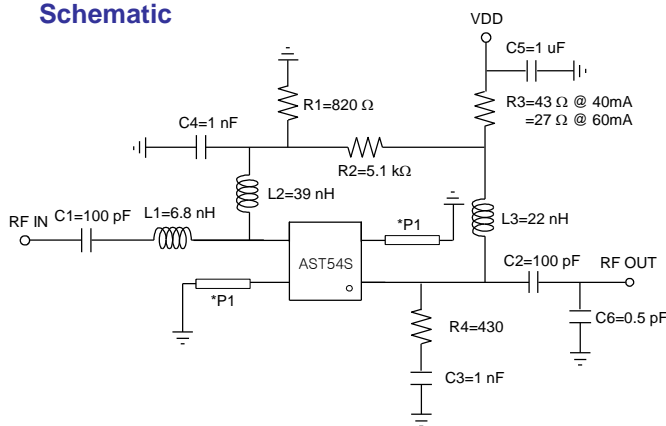 Schematic
VDD
C5=1 uF
R1=820 Ω
R3=43 Ω @ 40mA
=27 Ω @ 60mA
C4=1 nF
R2=5.1 kΩ
L2=39 nH
L3=22 nH
C1=100 pF
L1=6.8 nH
RF IN
*P1
AST54S
C2=100 pF
RF OUT
*P1
R4=430
C6=0.5 pF
C3=1 nF